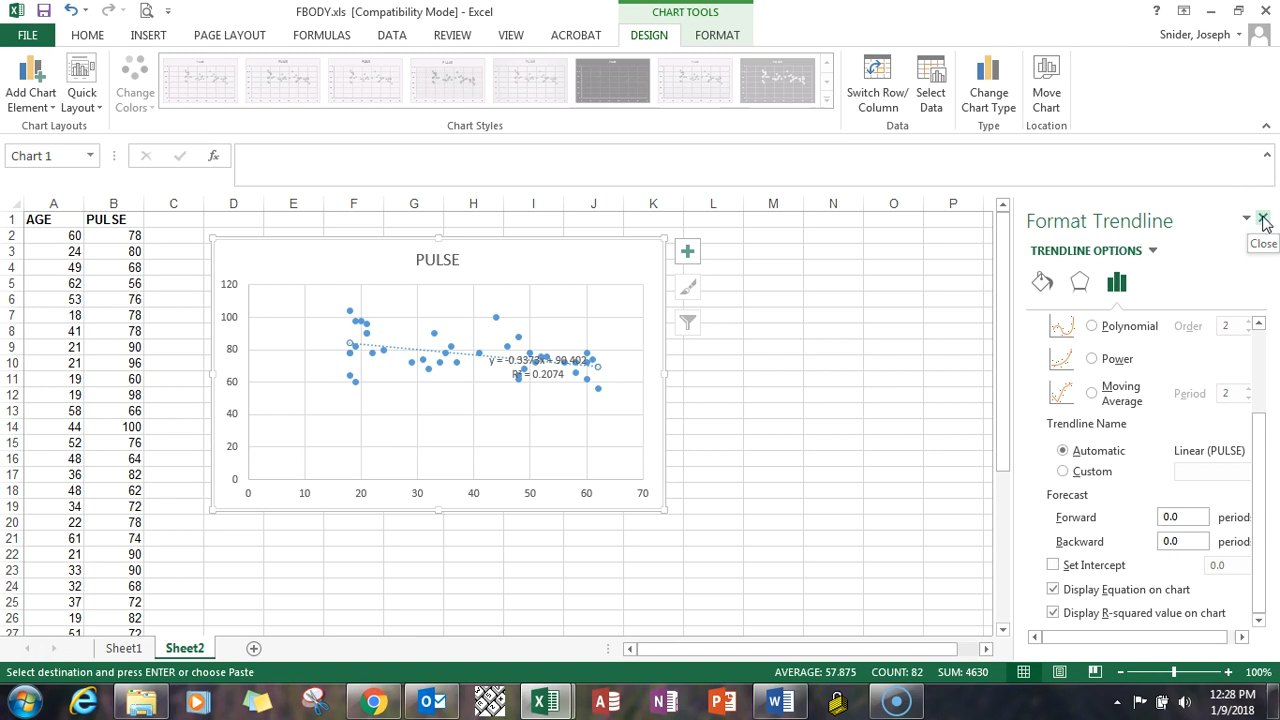 FBODY.xls  [Compatibility Mode] - Excel
CHART TOOLS
FILE HOME INSERT PAGE LAYOUT FORMULAS DATA REVIEW VIEW ACROBAT DESIGN FORMAT
Snider, Joseph
Add Chart Element
Quick Layout
Change Colors
Switch Row/ Column
Select Data
Change Chart Type
Move Chart
Chart Layouts Chart Styles Data Type Location
Chart 1
A B C D E F G H I J K L M N O P
1 AGE PULSE
2 60 78
3 24 80
4 49 68
5 62 56
6 53 76
7 18 78
8 41 78
9 21 90
10 21 96
11 19 60
12 19 98
13 58 66
14 44 100
15 52 76
16 48 64
17 36 82
18 48 62
19 34 72
20 22 78
21 61 74
22 21 90
23 33 90
24 32 68
25 37 72
26 19 82
27 51 72
PULSE
120
100
80
60
40
20
0
0 10 20 30 40 50 60 70
y = -0.3373x + 90.402
R² = 0.2074
Format Trendline
Close
TRENDLINE OPTIONS
Polynomial Order 2
Power
Moving Average Period 2
Trendline Name
Automatic Linear (PULSE)
Custom
Forecast
Forward 0.0 period
Backward 0.0 period
Set Intercept 0.0
Display Equation on chart
Display R-squared value on chart
Sheet1 Sheet2
Select destination and press ENTER or choose Paste
AVERAGE: 57.875 COUNT: 82 SUM: 4630
100%
12:28 PM
1/9/2018